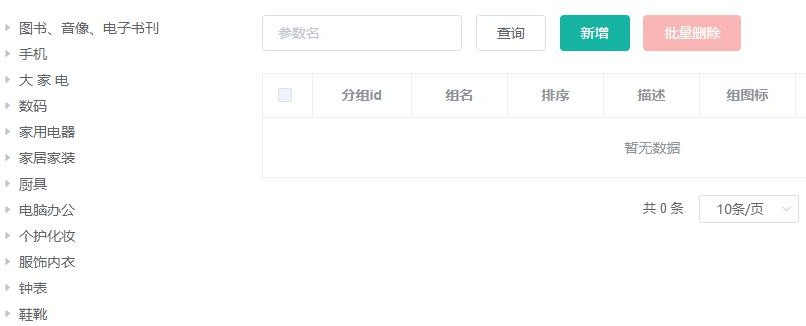 图书、音像、电子书刊
手机
大 家 电
数码
家用电器
家居家装
厨具
电脑办公
个护化妆
服饰内衣
钟表
鞋靴
参数名 查询 新增 批量删除
分组id 组名 排序 描述 组图标
暂无数据
共 0 条 10条/页